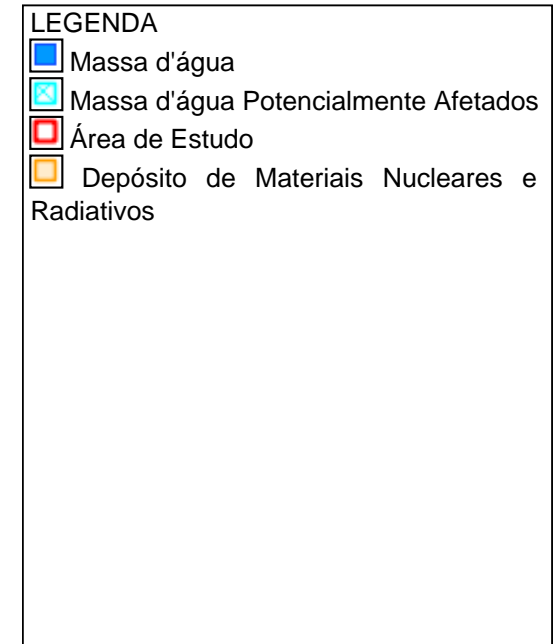 LEGENDA
Massa d'água
Massa d'água Potencialmente Afetados
Área de Estudo
Depósito de Materiais Nucleares e
Radiativos